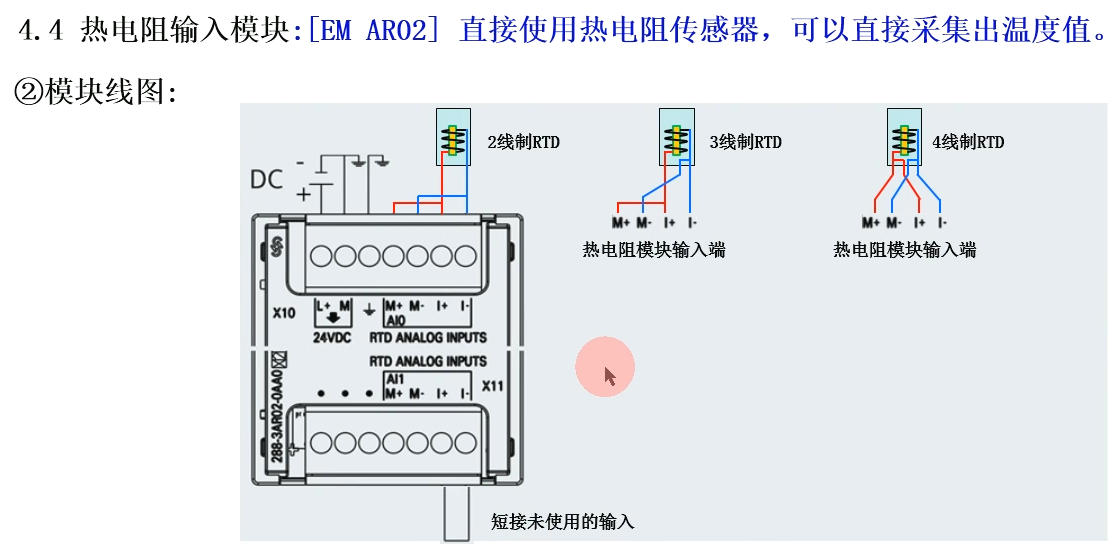 4.4 热电阻输入模块:[EM AR02] 直接使用热电阻传感器，可以直接采集出温度值。
②模块线图:
2线制RTD
3线制RTD
4线制RTD
DC - +
M+ M- I+ I-
热电阻模块输入端
M+ M- I+ I-
热电阻模块输入端
X10
L+ M
24VDC
M+ M- I+ I-
AI0
RTD ANALOG INPUTS
RTD ANALOG INPUTS
AI1
M+ M- I+ I-
X11
288-3AR02-0AA0
短接未使用的输入